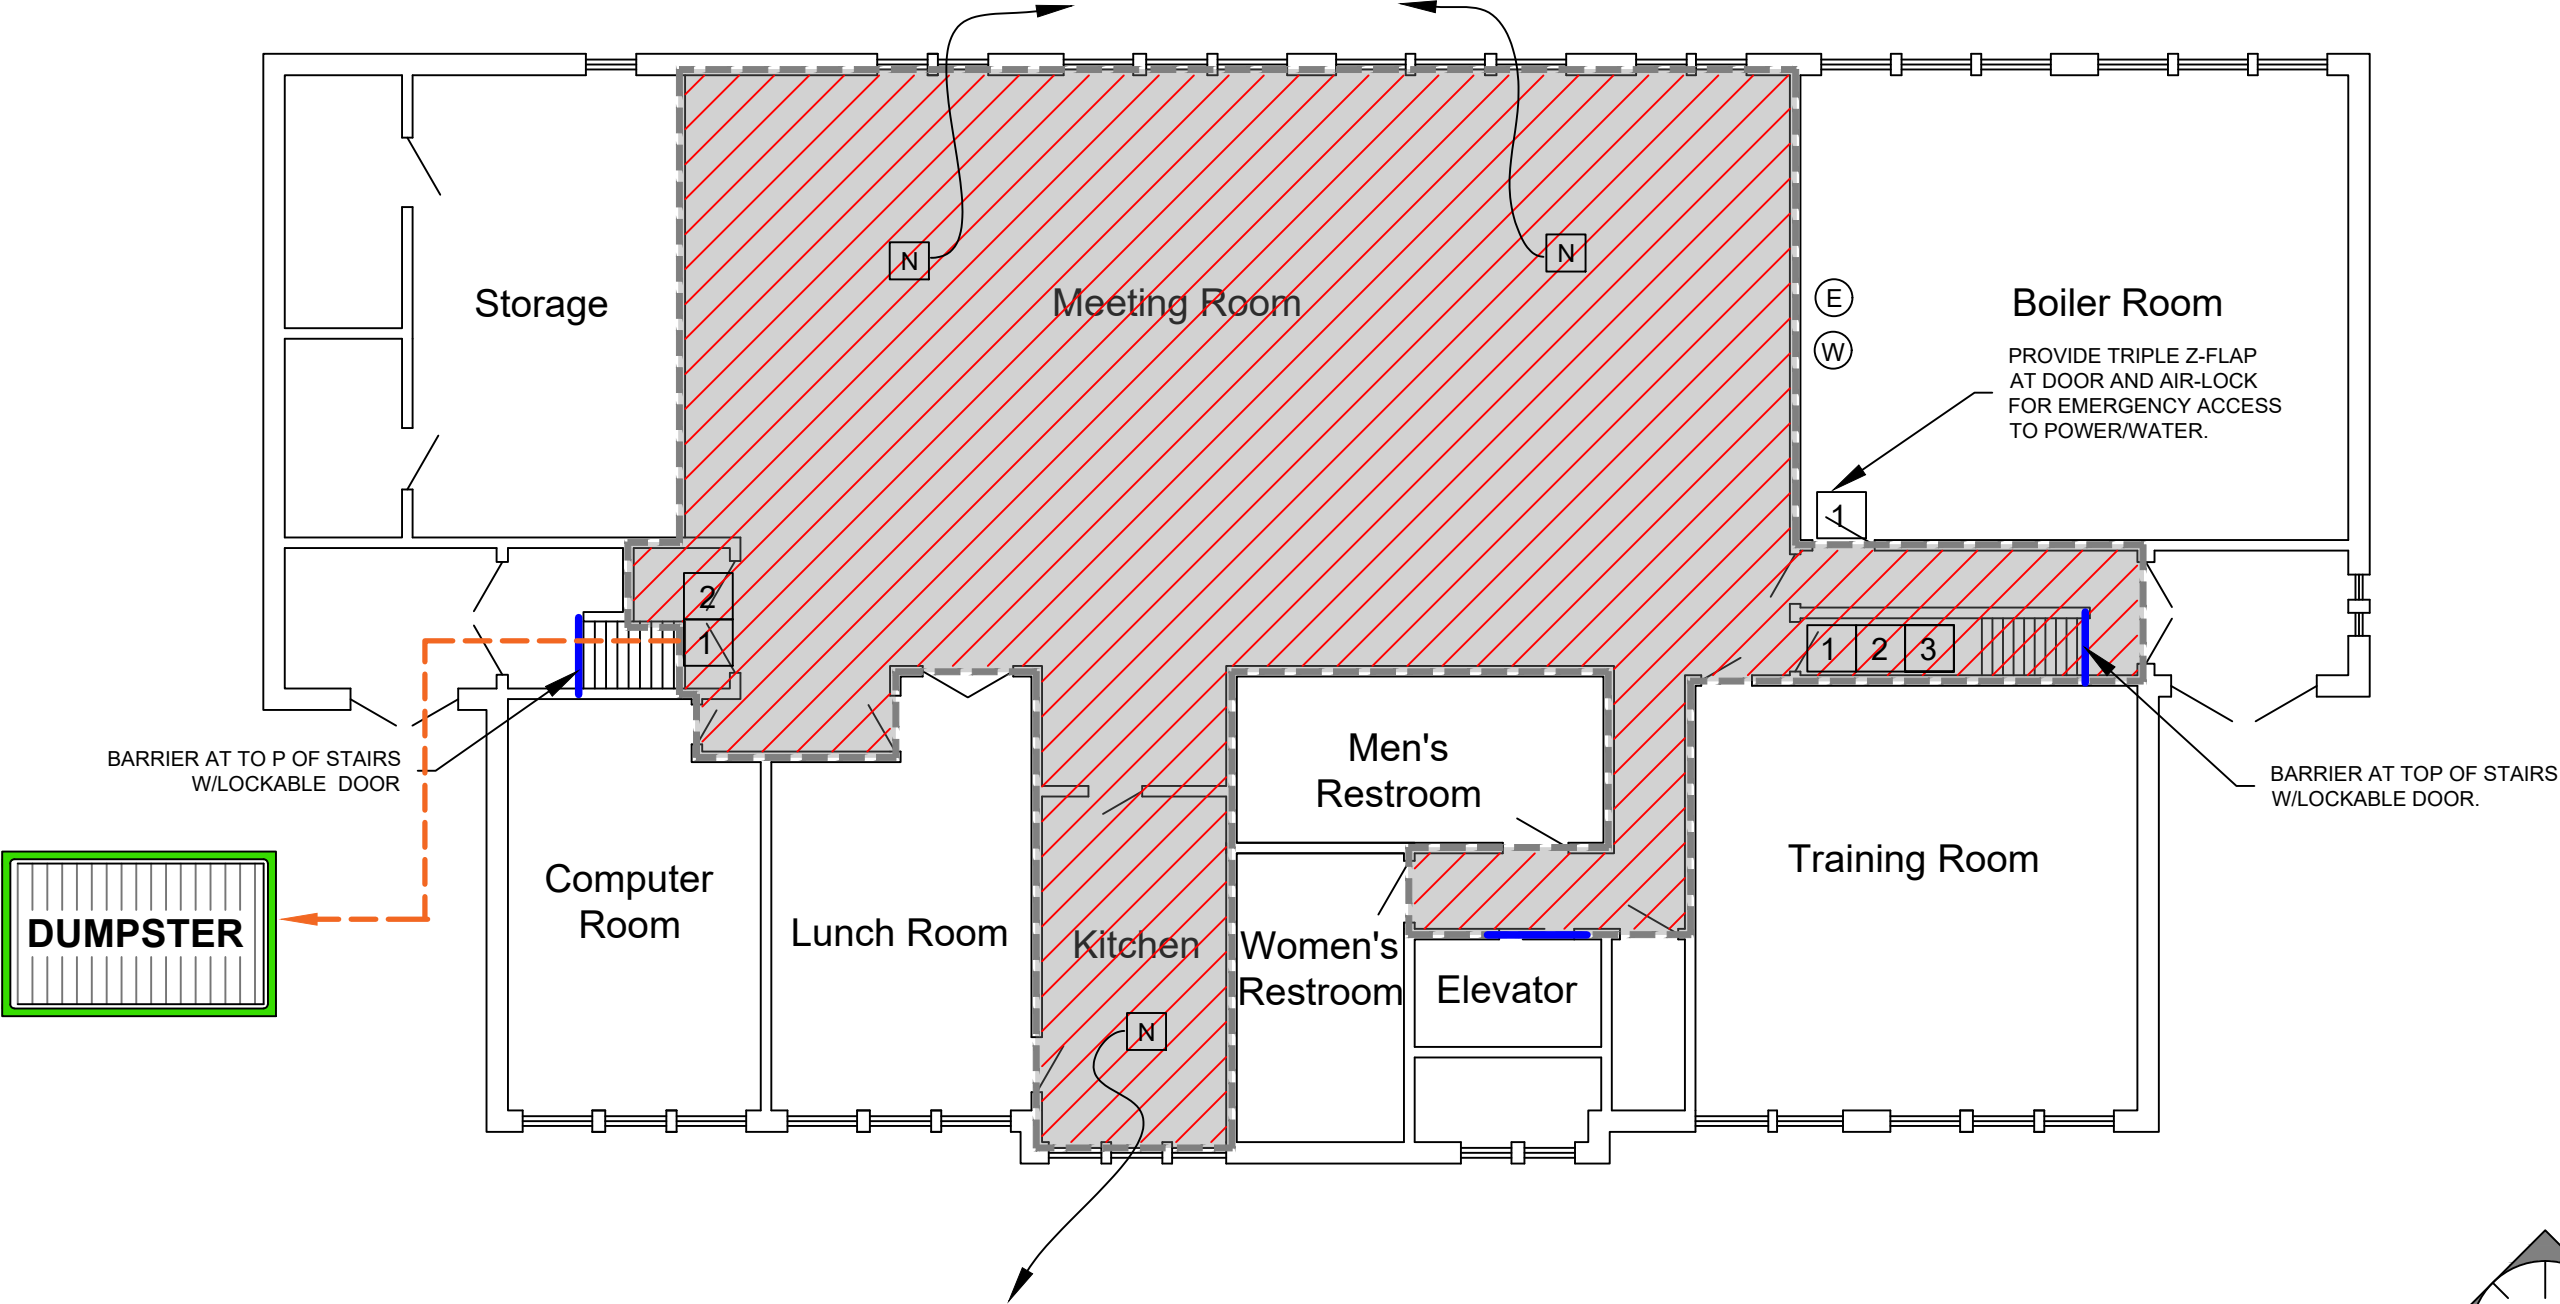 N
N
Storage
Meeting Room
E
Boiler Room
W
PROVIDE TRIPLE Z-FLAP
AT DOOR AND AIR-LOCK
FOR EMERGENCY ACCESS
TO POWER/WATER.
1
2
1
1 2 3
BARRIER AT TO P OF STAIRS
W/LOCKABLE DOOR
BARRIER AT TOP OF STAIRS
W/LOCKABLE DOOR.
Men's
Restroom
Training Room
Computer
Room
DUMPSTER
Lunch Room
Kitchen
Women's
Restroom
Elevator
N